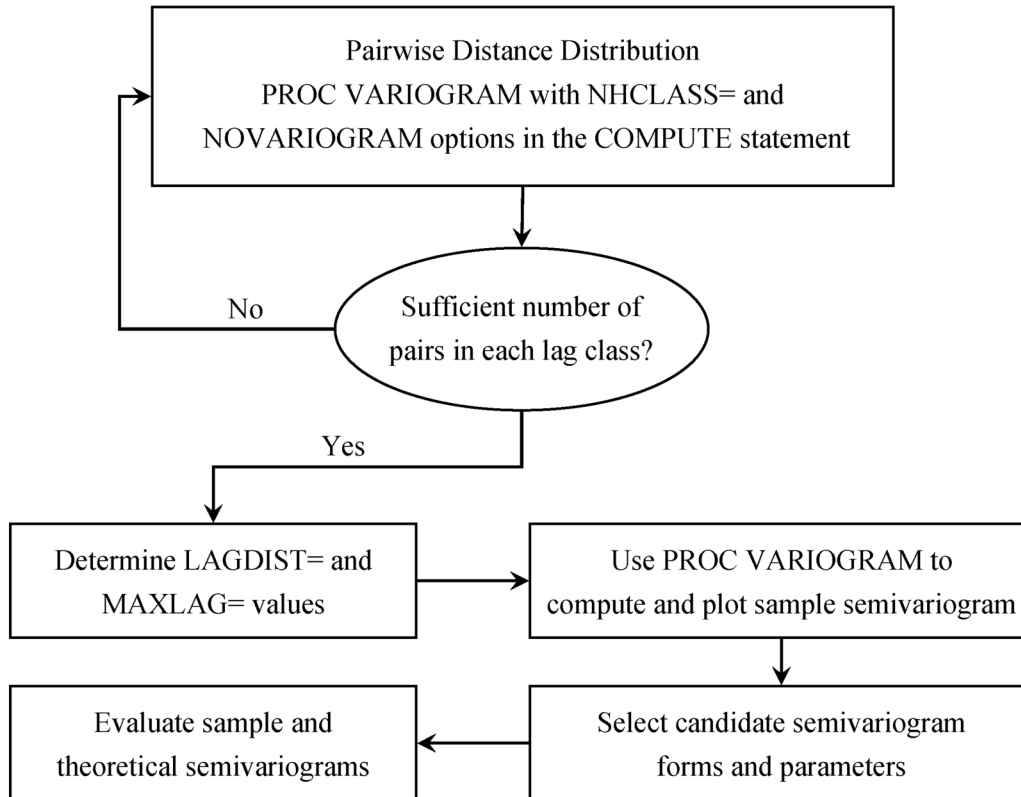 Pairwise Distance Distribution
PROC VARIOGRAM with NHCLASS= and
NOVARIOGRAM options in the COMPUTE statement
Sufficient number of
pairs in each lag class?
No
Yes
Determine LAGDIST= and
MAXLAG= values
Use PROC VARIOGRAM to
compute and plot sample semivariogram
Select candidate semivariogram
forms and parameters
Evaluate sample and
theoretical semivariograms